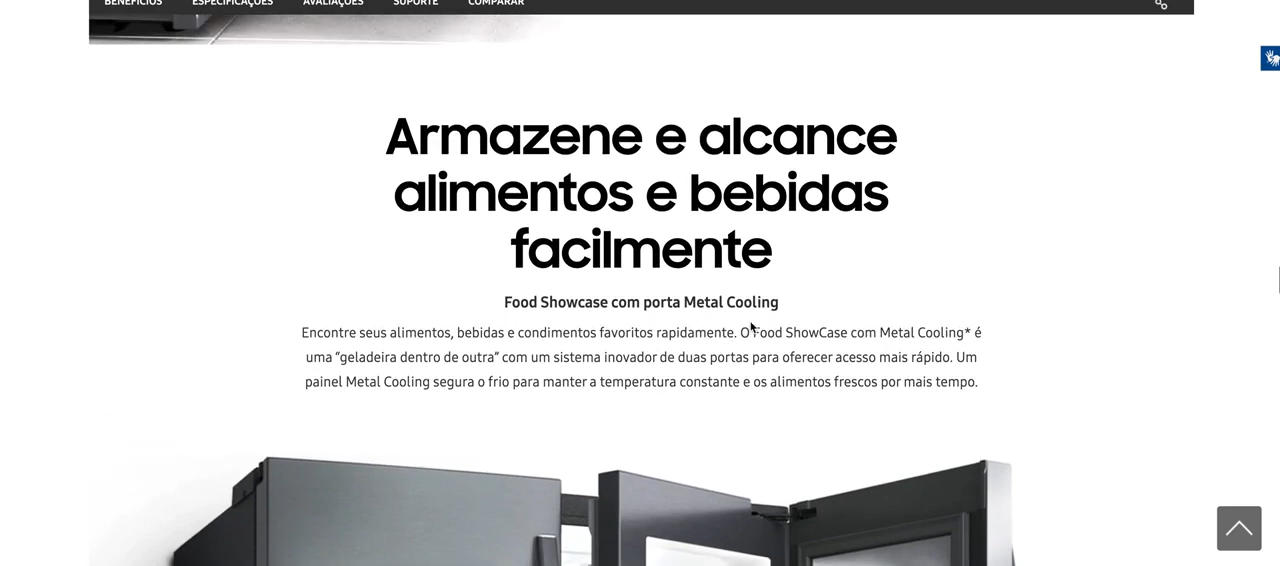 BENEFÍCIOS ESPECIFICAÇÕES AVALIAÇÕES SUPORTE COMPARAR
Armazene e alcance
alimentos e bebidas
facilmente
Food Showcase com porta Metal Cooling
Encontre seus alimentos, bebidas e condimentos favoritos rapidamente. O Food ShowCase com Metal Cooling* é
uma “geladeira dentro de outra” com um sistema inovador de duas portas para oferecer acesso mais rápido. Um
painel Metal Cooling segura o frio para manter a temperatura constante e os alimentos frescos por mais tempo.